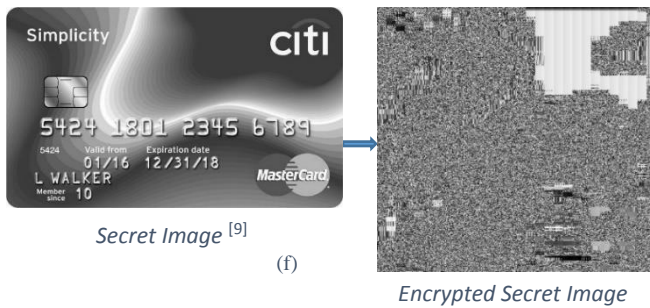 Simplicity
citi
5424 1801 2345 6789
5424 Valid from Expiration date
01/16 12/31/18
L WALKER
Member since 10
MasterCard
Secret Image [9]
(f)
Encrypted Secret Image